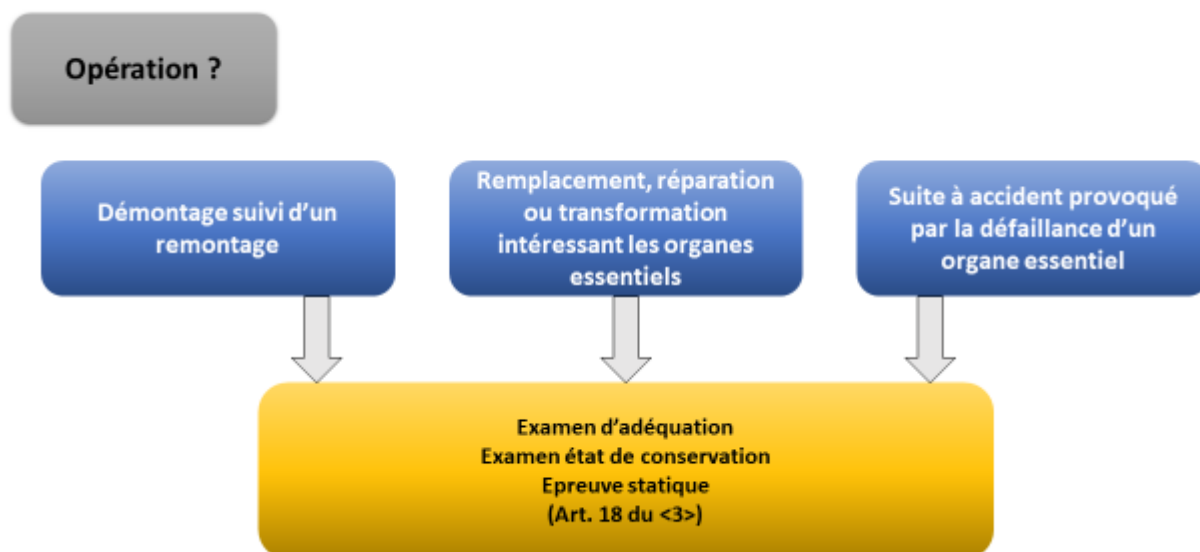 Opération ?
Démontage suivi d'un
remontage
Remplacement, réparation
ou transformation
intéressant les organes
essentiels
Suite à accident provoqué
par la défaillance d'un
organe essentiel
Examen d'adéquation
Examen état de conservation
Epreuve statique
(Art. 18 du <3>)